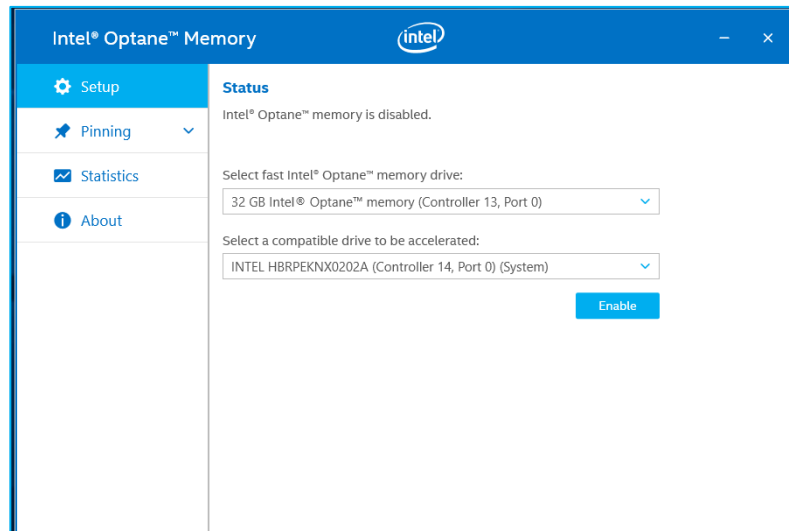 Intel® Optane™ Memory
intel
Setup
Pinning
Statistics
About
Status
Intel® Optane™ memory is disabled.
Select fast Intel® Optane™ memory drive:
32 GB Intel® Optane™ memory (Controller 13, Port 0)
Select a compatible drive to be accelerated:
INTEL HBRPEKNX0202A (Controller 14, Port 0) (System)
Enable